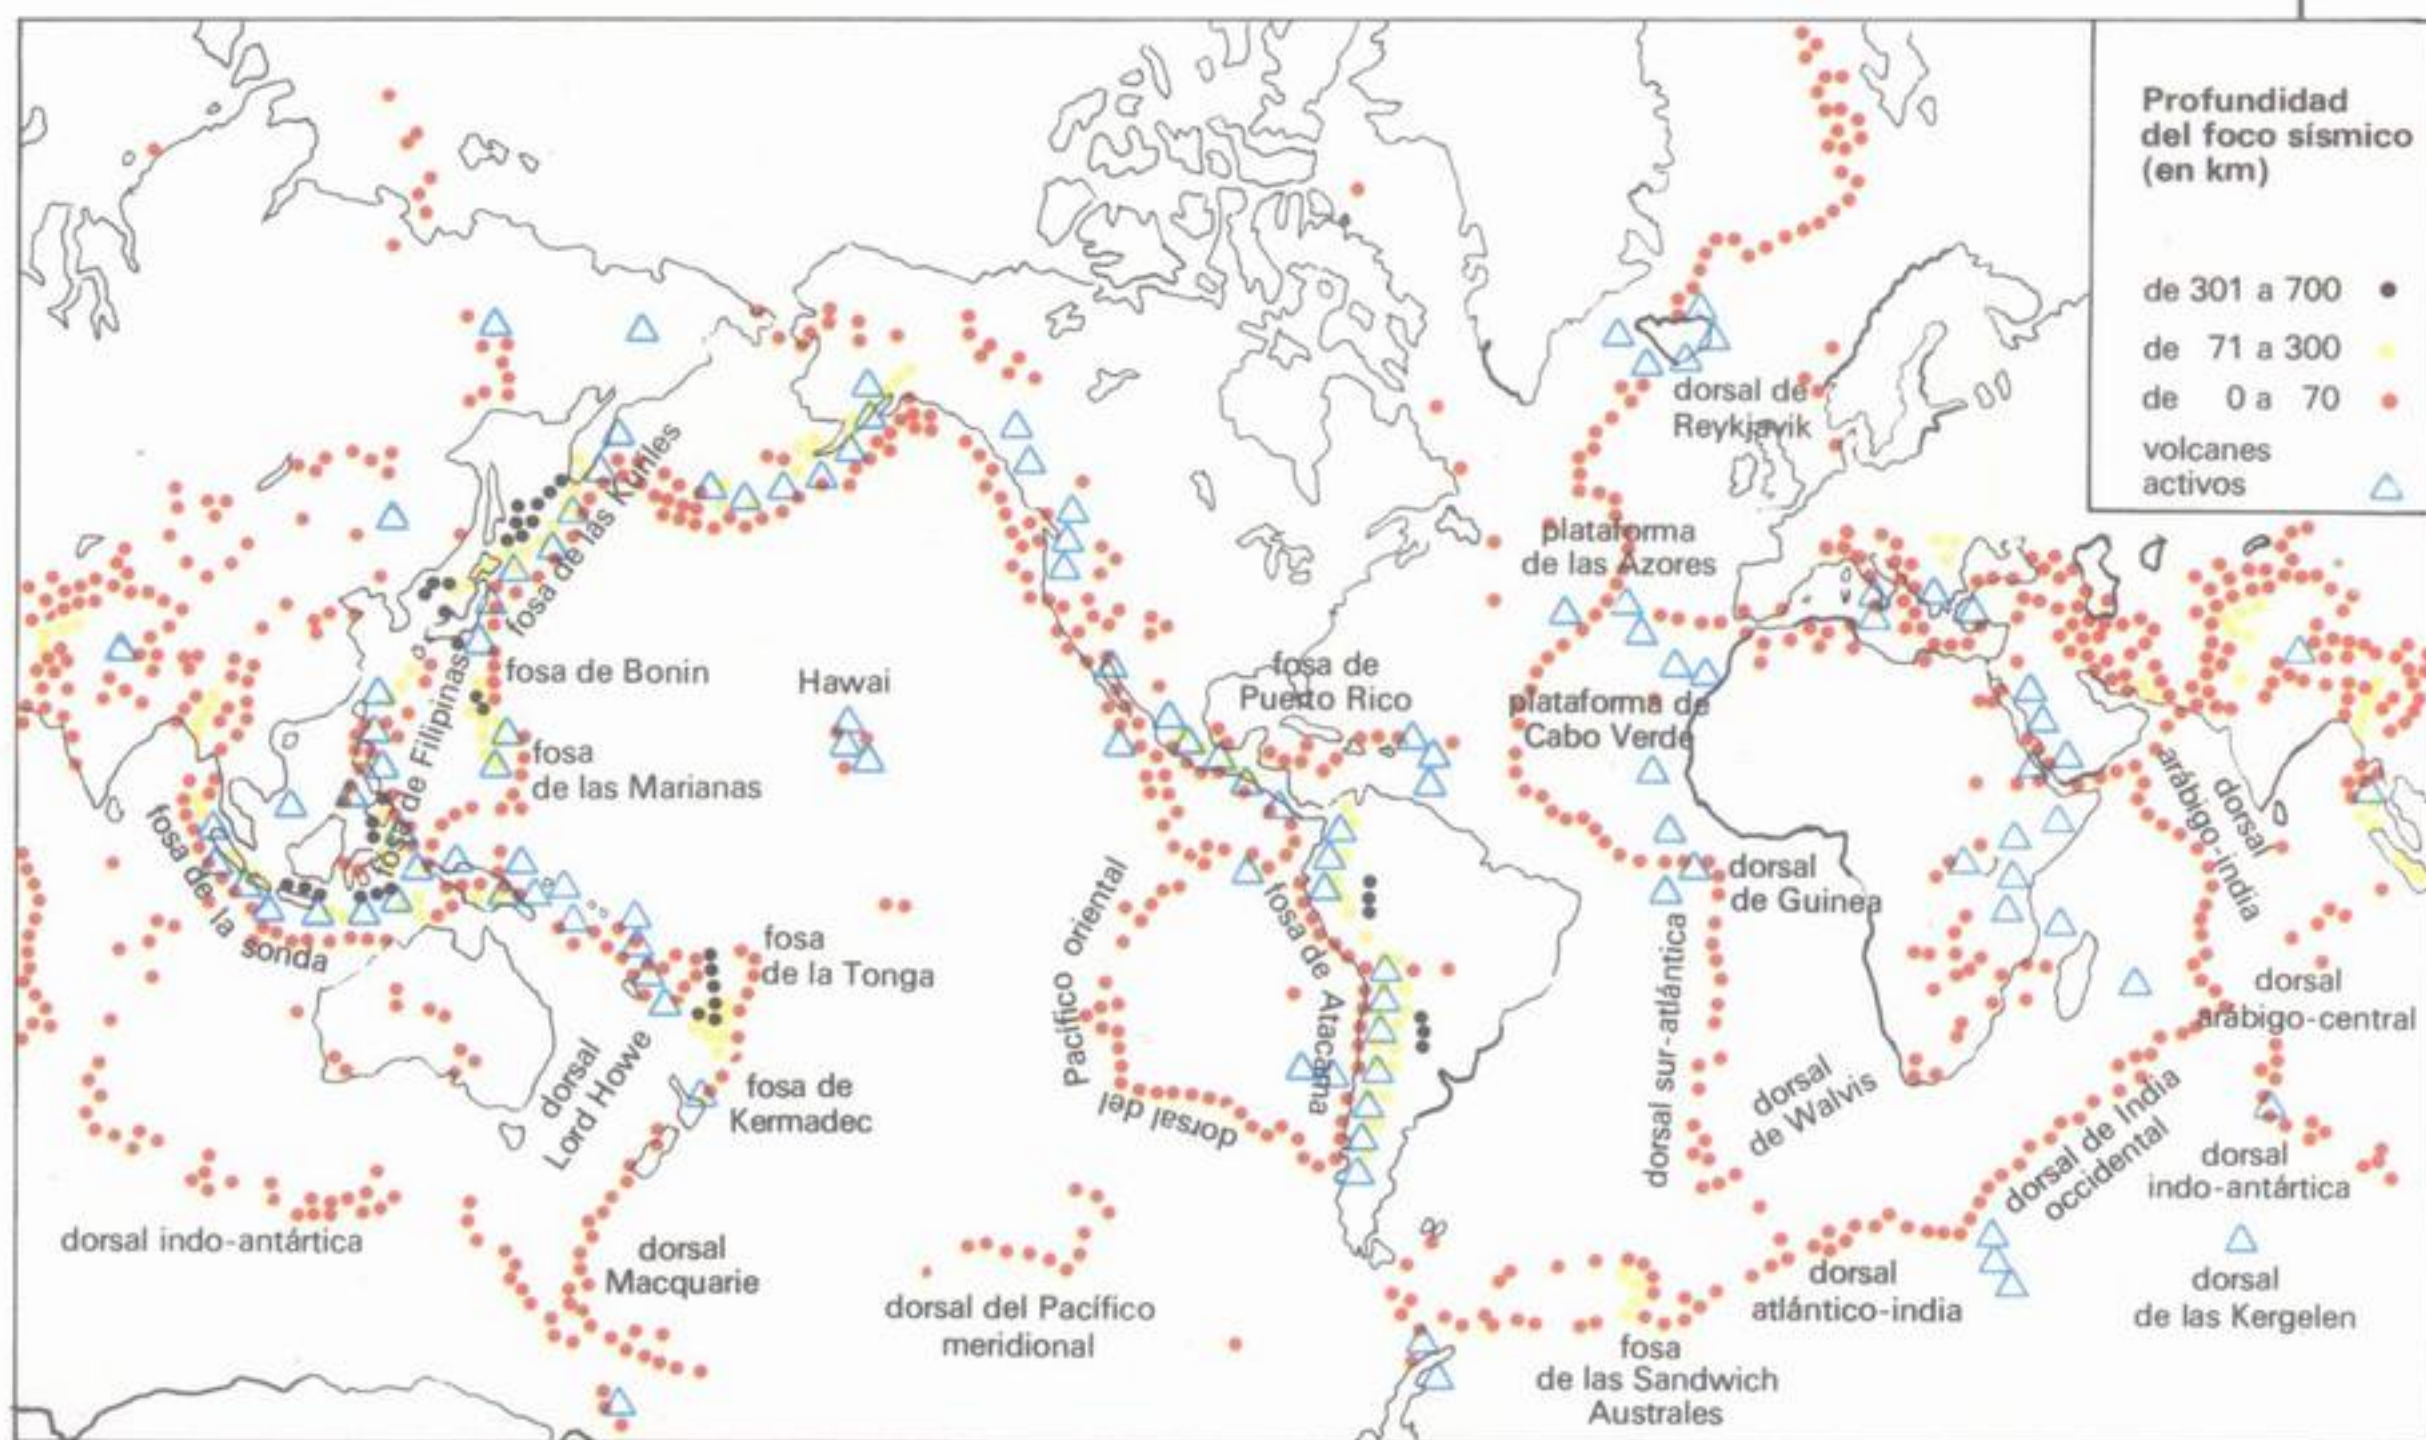 Profundidad
del foco sísmico
(en km)
de 301 a 700
de 71 a 300
de 0 a 70
volcanes
activos
dorsal de
Reykjavik
fosa de las Kuriles
plataforma
de las Azores
fosa de Bonin
Hawai
fosa de
Puerto Rico
plataforma de
Cabo Verde
fosa de Filipinas
fosa
de las Marianas
dorsal
arábigo-india
fosa de la sonda
dorsal
de Guinea
fosa
de la Tonga
dorsal del
Pacífico oriental
fosa de Atacama
dorsal sur-atlántica
dorsal
arábigo-central
dorsal
Lord Howe
fosa de
Kermadec
dorsal
de Walvis
dorsal de India
occidental
dorsal
indo-antártica
dorsal indo-antártica
dorsal
Macquarie
dorsal del Pacífico
meridional
dorsal
atlántico-india
dorsal
de las Kergelen
fosa
de las Sandwich
Australes